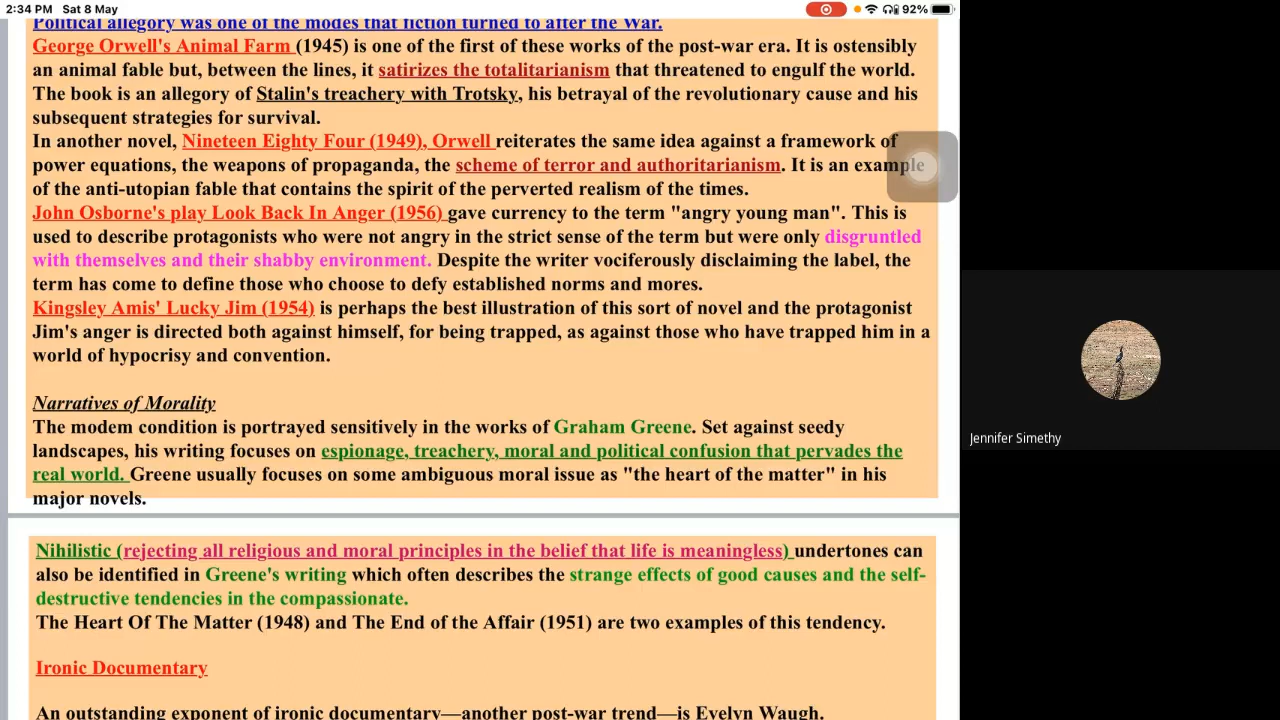 2:34 PM Sat 8 May 92%
Political allegory was one of the modes that fiction turned to after the War.
George Orwell's Animal Farm (1945) is one of the first of these works of the post-war era. It is ostensibly
an animal fable but, between the lines, it satirizes the totalitarianism that threatened to engulf the world.
The book is an allegory of Stalin's treachery with Trotsky, his betrayal of the revolutionary cause and his
subsequent strategies for survival.
In another novel, Nineteen Eighty Four (1949), Orwell reiterates the same idea against a framework of
power equations, the weapons of propaganda, the scheme of terror and authoritarianism. It is an example
of the anti-utopian fable that contains the spirit of the perverted realism of the times.
John Osborne's play Look Back In Anger (1956) gave currency to the term "angry young man". This is
used to describe protagonists who were not angry in the strict sense of the term but were only disgruntled
with themselves and their shabby environment. Despite the writer vociferously disclaiming the label, the
term has come to define those who choose to defy established norms and mores.
Kingsley Amis' Lucky Jim (1954) is perhaps the best illustration of this sort of novel and the protagonist
Jim's anger is directed both against himself, for being trapped, as against those who have trapped him in a
world of hypocrisy and convention.
Narratives of Morality
The modem condition is portrayed sensitively in the works of Graham Greene. Set against seedy
landscapes, his writing focuses on espionage, treachery, moral and political confusion that pervades the
real world. Greene usually focuses on some ambiguous moral issue as "the heart of the matter" in his
major novels.
Nihilistic (rejecting all religious and moral principles in the belief that life is meaningless) undertones can
also be identified in Greene's writing which often describes the strange effects of good causes and the self-
destructive tendencies in the compassionate.
The Heart Of The Matter (1948) and The End of the Affair (1951) are two examples of this tendency.
Ironic Documentary
An outstanding exponent of ironic documentary—another post-war trend—is Evelyn Waugh.
Jennifer Simethy